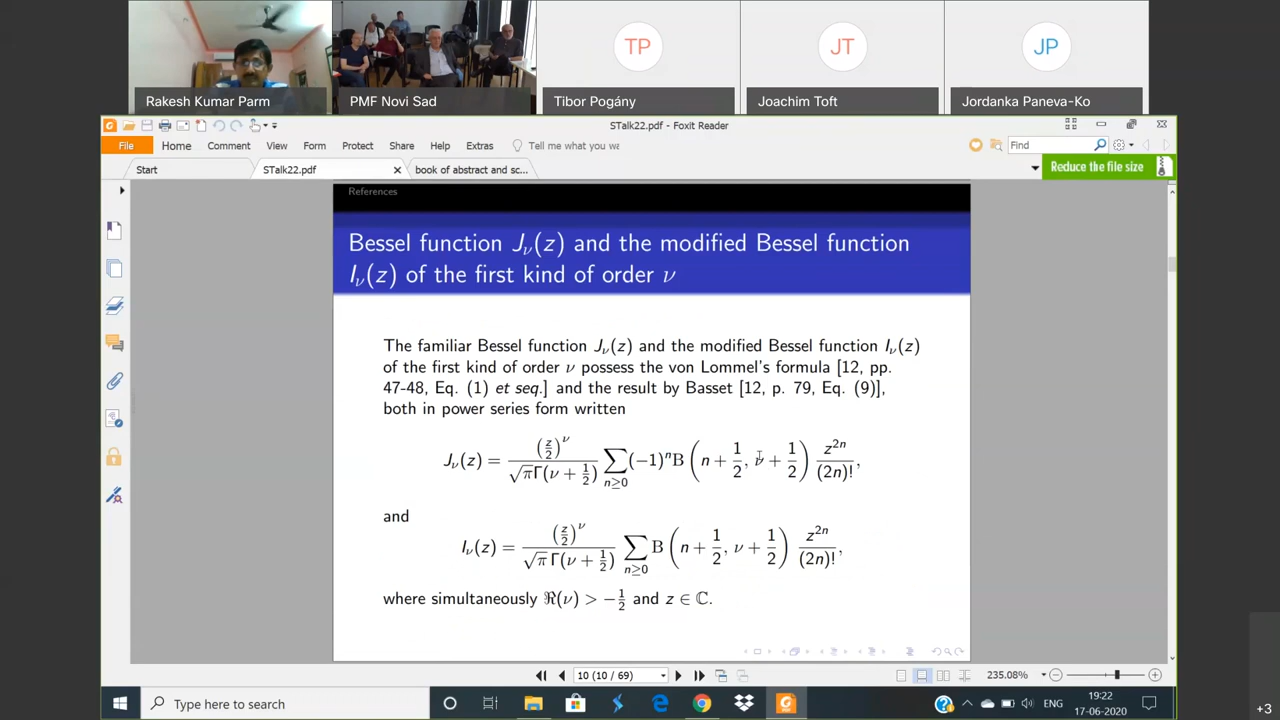 TP
JT
JP
Rakesh Kumar Parm
PMF Novi Sad
Tibor Pogány
Joachim Toft
Jordanka Paneva-Ko
STalk22.pdf - Foxit Reader
File Home Comment View Form Protect Share Help Extras Tell me what you wa Find
Start STalk22.pdf book of abstract and sc... Reduce the file size
References
Bessel function J_ν(z) and the modified Bessel function
I_ν(z) of the first kind of order ν
The familiar Bessel function J_ν(z) and the modified Bessel function I_ν(z)
of the first kind of order ν possess the von Lommel's formula [12, pp.
47-48, Eq. (1) et seq.] and the result by Basset [12, p. 79, Eq. (9)],
both in power series form written
J_ν(z) = (z/2)^ν / (√π Γ(ν + 1/2)) ∑_{n≥0} (−1)^n B (n + 1/2, ν + 1/2) z^{2n}/(2n)!,
and
I_ν(z) = (z/2)^ν / (√π Γ(ν + 1/2)) ∑_{n≥0} B (n + 1/2, ν + 1/2) z^{2n}/(2n)!,
where simultaneously ℜ(ν) > −1/2 and z ∈ ℂ.
10 (10 / 69) 235.08%
Type here to search
ENG
19:22
17-06-2020
+3